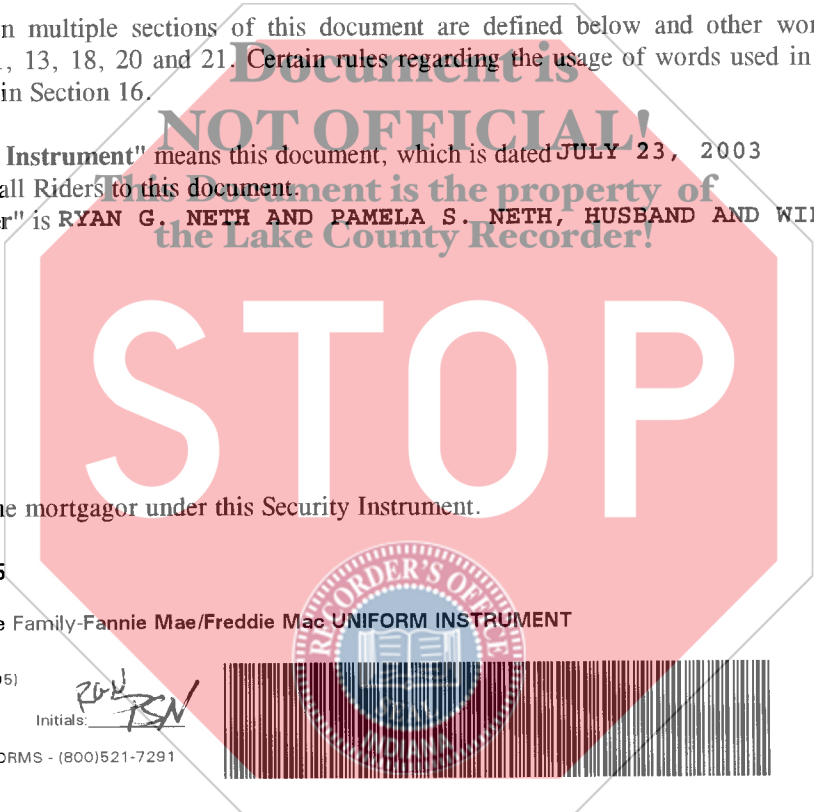 n multiple sections of this document are defined below and other wor
, 13, 18, 20 and 21. Certain rules regarding the usage of words used in
in Section 16.
Document is
NOT OFFICIAL!
This Document is the property of
the Lake County Recorder!
Instrument" means this document, which is dated JULY 23, 2003
all Riders to this document.
r" is RYAN G. NETH AND PAMELA S. NETH, HUSBAND AND WI
STOP
e mortgagor under this Security Instrument.
e Family-Fannie Mae/Freddie Mac UNIFORM INSTRUMENT
RECORDER'S OFFICE
SEAL
INDIANA
05)
RGN
Initials: PSN
ORMS - (800)521-7291